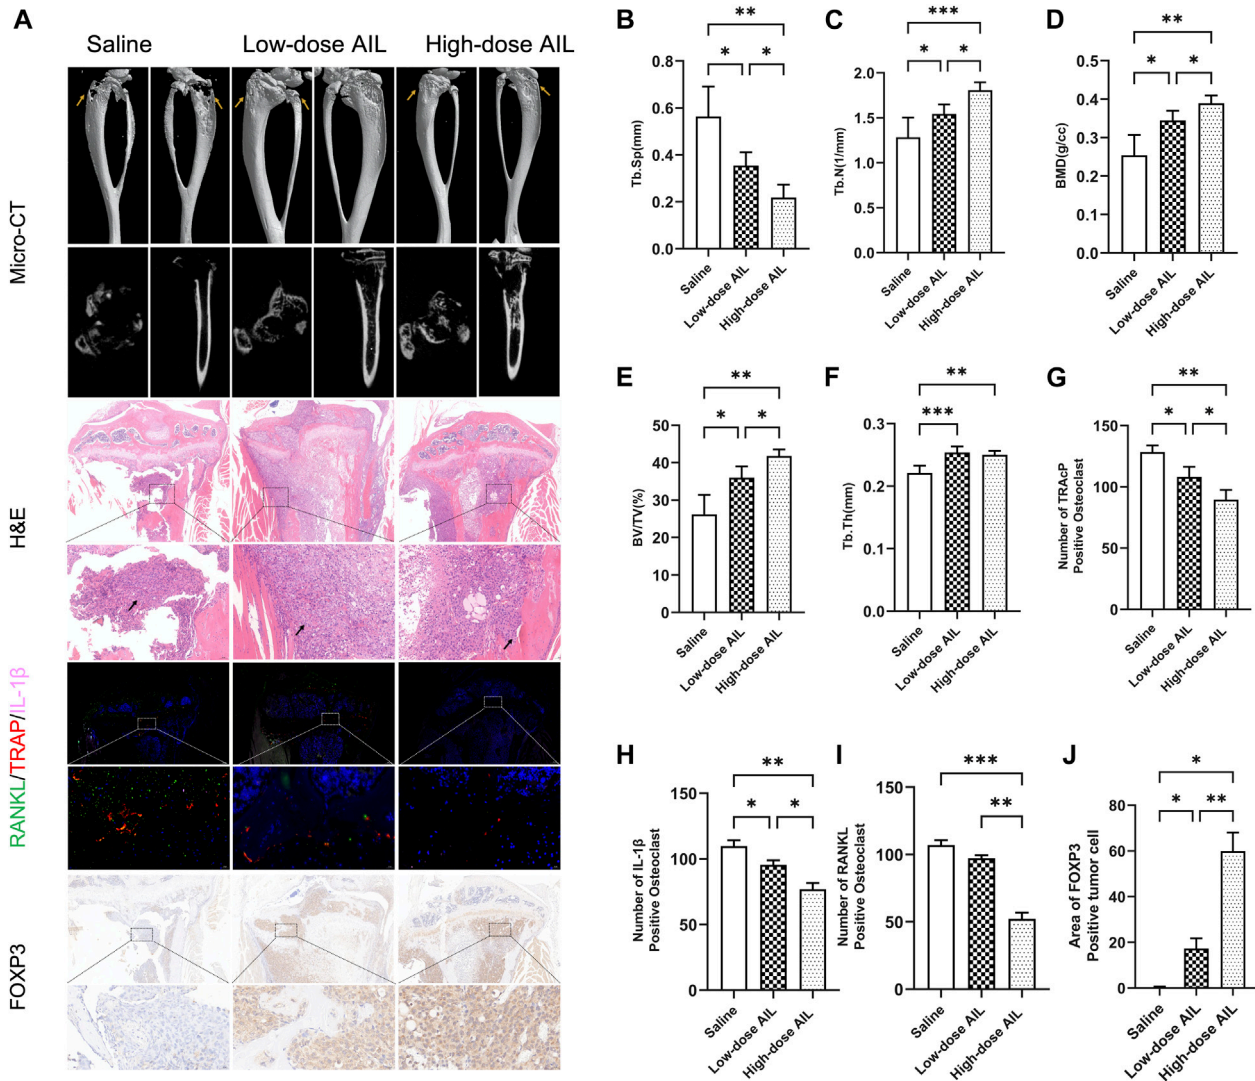 A
Saline
Low-dose AIL
High-dose AIL
Micro-CT
H&E
RANKL/TRAP/IL-1β
FOXP3
B
**
*
*
Tb.Sp(mm)
0.8
0.6
0.4
0.2
0.0
Saline
Low-dose AIL
High-dose AIL
C
***
*
*
Tb.N(1/mm)
2.0
1.5
1.0
0.5
0.0
Saline
Low-dose AIL
High-dose AIL
D
**
*
*
BMD(g/cc)
0.5
0.4
0.3
0.2
0.1
0.0
Saline
Low-dose AIL
High-dose AIL
E
**
*
*
BV/TV(%)
50
40
30
20
10
0
Saline
Low-dose AIL
High-dose AIL
F
**
***
Tb.Th(mm)
0.3
0.2
0.1
0.0
Saline
Low-dose AIL
High-dose AIL
G
**
*
*
Number of TRAcP
Positive Osteoclast
150
100
50
0
Saline
Low-dose AIL
High-dose AIL
H
**
*
*
Number of IL-1β
Positive Osteoclast
150
100
50
0
Saline
Low-dose AIL
High-dose AIL
I
***
**
Number of RANKL
Positive Osteoclast
150
100
50
0
Saline
Low-dose AIL
High-dose AIL
J
*
*
**
Area of FOXP3
Positive tumor cell
80
60
40
20
0
Saline
Low-dose AIL
High-dose AIL